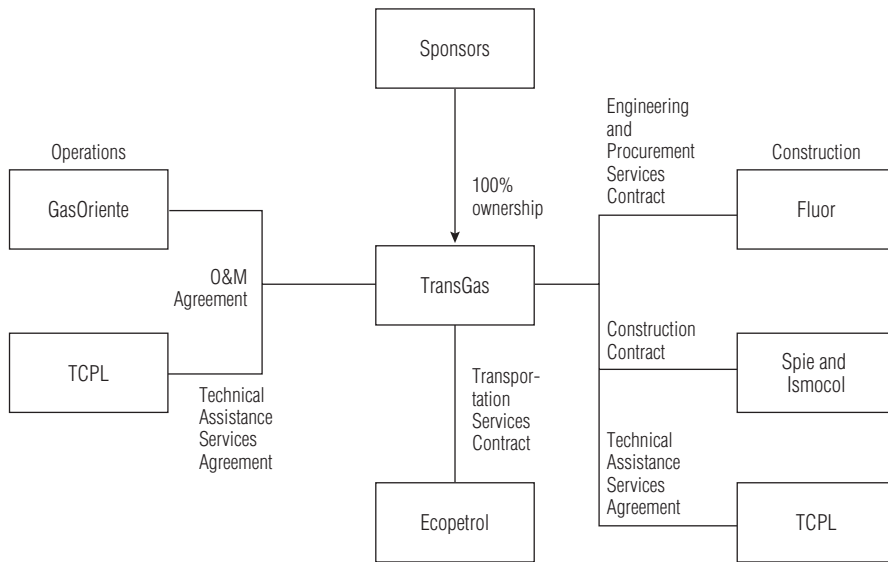 Sponsors
100%
ownership
Operations
GasOriente
O&M
Agreement
TCPL
Technical
Assistance
Services
Agreement
TransGas
Transpor-
tation
Services
Contract
Ecopetrol
Engineering
and
Procurement
Services
Contract
Construction
Fluor
Construction
Contract
Spie and
Ismocol
Technical
Assistance
Services
Agreement
TCPL